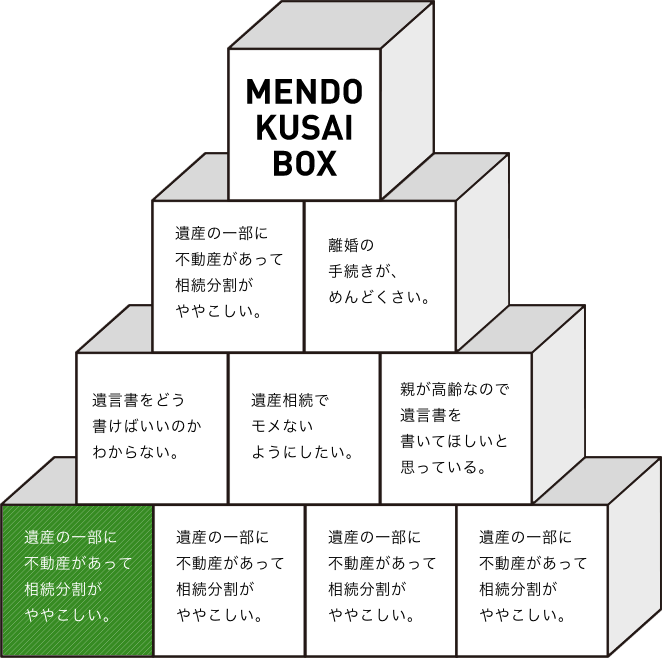 MENDO
KUSAI
BOX
遺産の一部に
不動産があって
相続分割が
ややこしい。
離婚の
手続きが、
めんどくさい。
遺言書をどう
書けばいいのか
わからない。
遺産相続で
モメない
ようにしたい。
親が高齢なので
遺言書を
書いてほしいと
思っている。
遺産の一部に
不動産があって
相続分割が
ややこしい。
遺産の一部に
不動産があって
相続分割が
ややこしい。
遺産の一部に
不動産があって
相続分割が
ややこしい。
遺産の一部に
不動産があって
相続分割が
ややこしい。